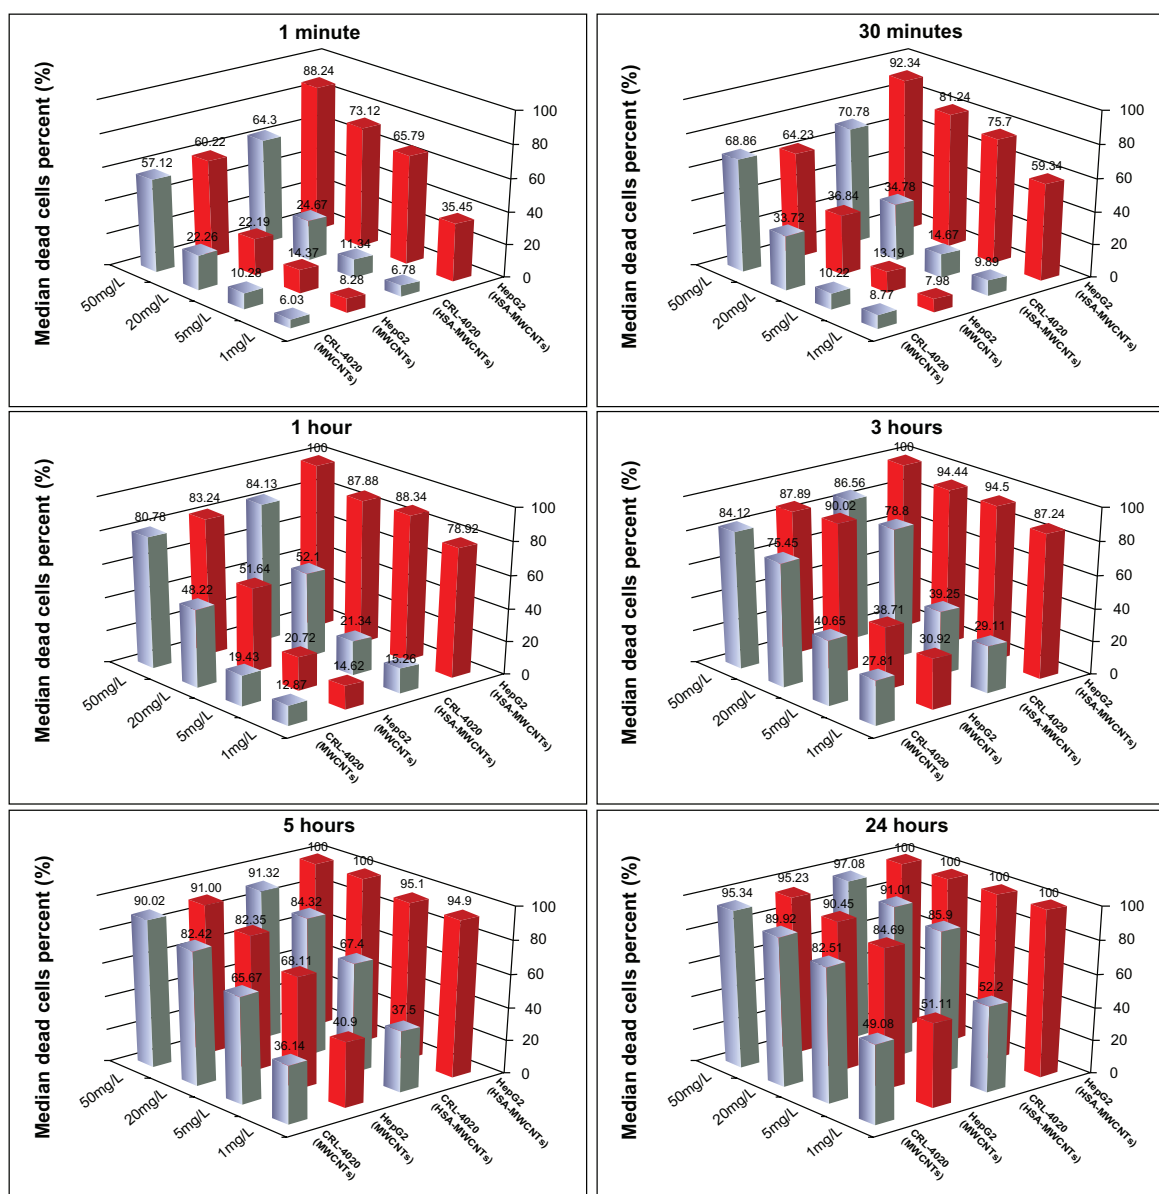 1 minute
Median dead cells percent (%)
88.24
73.12
64.3
65.79
60.22
57.12
35.45
24.67
22.19
22.26
14.37
11.34
10.28
8.28
6.78
6.03
100
80
60
40
20
0
50mg/L
20mg/L
5mg/L
1mg/L
CRL-4020
(MWCNTs)
HepG2
(MWCNTs)
CRL-4020
(HSA-MWCNTs)
HepG2
(HSA-MWCNTs)
30 minutes
Median dead cells percent (%)
92.34
81.24
70.78
75.7
64.23
68.86
59.34
34.78
36.84
33.72
13.19
14.67
10.22
7.98
9.89
8.77
100
80
60
40
20
0
50mg/L
20mg/L
5mg/L
1mg/L
CRL-4020
(MWCNTs)
HepG2
(MWCNTs)
CRL-4020
(HSA-MWCNTs)
HepG2
(HSA-MWCNTs)
1 hour
Median dead cells percent (%)
100
87.88
84.13
88.34
83.24
80.78
78.92
52.1
51.64
48.22
20.72
21.34
19.43
14.62
15.26
12.87
100
80
60
40
20
0
50mg/L
20mg/L
5mg/L
1mg/L
CRL-4020
(MWCNTs)
HepG2
(MWCNTs)
CRL-4020
(HSA-MWCNTs)
HepG2
(HSA-MWCNTs)
3 hours
Median dead cells percent (%)
100
94.44
86.56
94.5
87.89
84.12
87.24
78.8
90.02
75.45
38.71
39.25
40.65
30.92
29.11
27.81
100
80
60
40
20
0
50mg/L
20mg/L
5mg/L
1mg/L
CRL-4020
(MWCNTs)
HepG2
(MWCNTs)
CRL-4020
(HSA-MWCNTs)
HepG2
(HSA-MWCNTs)
5 hours
Median dead cells percent (%)
100
100
91.32
95.1
91.00
90.02
94.9
84.32
82.35
82.42
68.11
67.4
65.67
40.9
37.5
36.14
100
80
60
40
20
0
50mg/L
20mg/L
5mg/L
1mg/L
CRL-4020
(MWCNTs)
HepG2
(MWCNTs)
CRL-4020
(HSA-MWCNTs)
HepG2
(HSA-MWCNTs)
24 hours
Median dead cells percent (%)
100
100
97.08
100
95.23
95.34
100
91.01
90.45
89.92
84.69
85.9
82.51
51.11
52.2
49.08
100
80
60
40
20
0
50mg/L
20mg/L
5mg/L
1mg/L
CRL-4020
(MWCNTs)
HepG2
(MWCNTs)
CRL-4020
(HSA-MWCNTs)
HepG2
(HSA-MWCNTs)